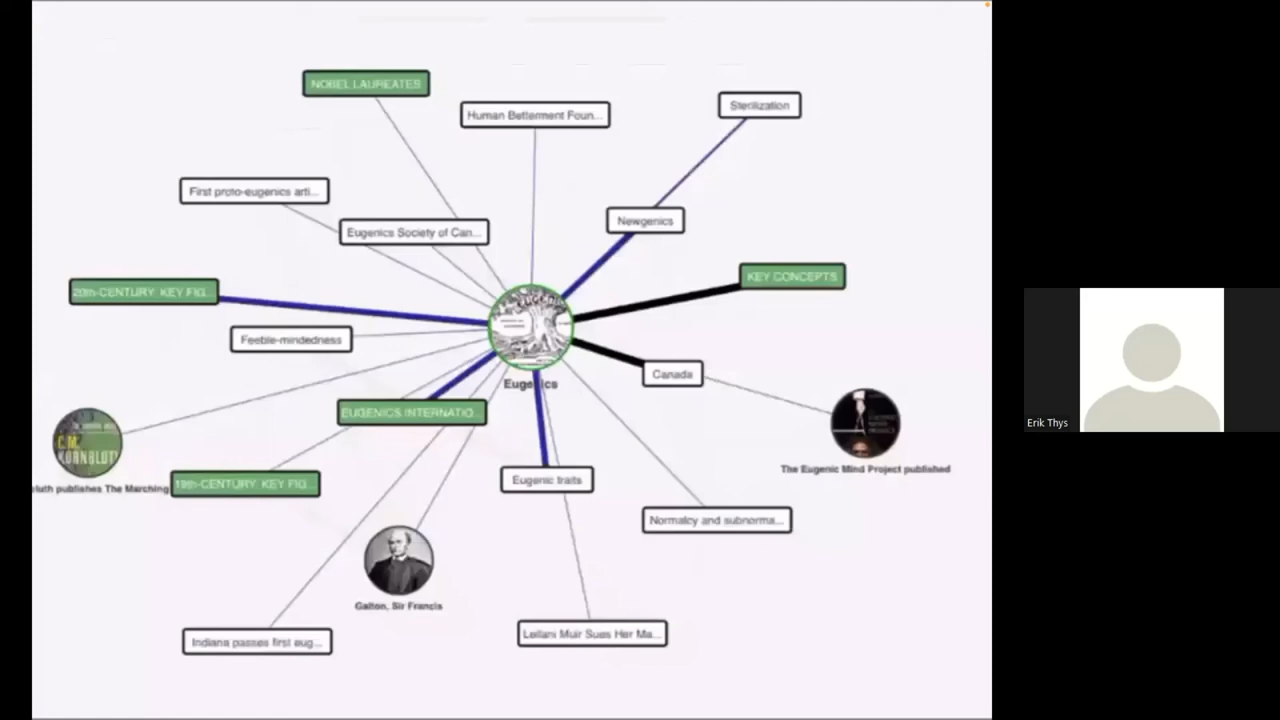 NOBEL LAUREATES
Human Betterment Foun...
Sterilization
First proto-eugenics arti...
Eugenics Society of Can...
Newgenics
KEY CONCEPTS
20th-CENTURY KEY FIG...
Feeble-mindedness
EUGENICS
Eugenics
Canada
EUGENICS INTERNATIO...
C.M.
KORNBLUT
The Eugenic Mind Project published
luth publishes The Marching
19th-CENTURY KEY FIG...
Eugenic traits
Normalcy and subnorma...
Galton, Sir Francis
Indiana passes first eug...
Leilani Muir Sues Her Ma...
Erik Thys